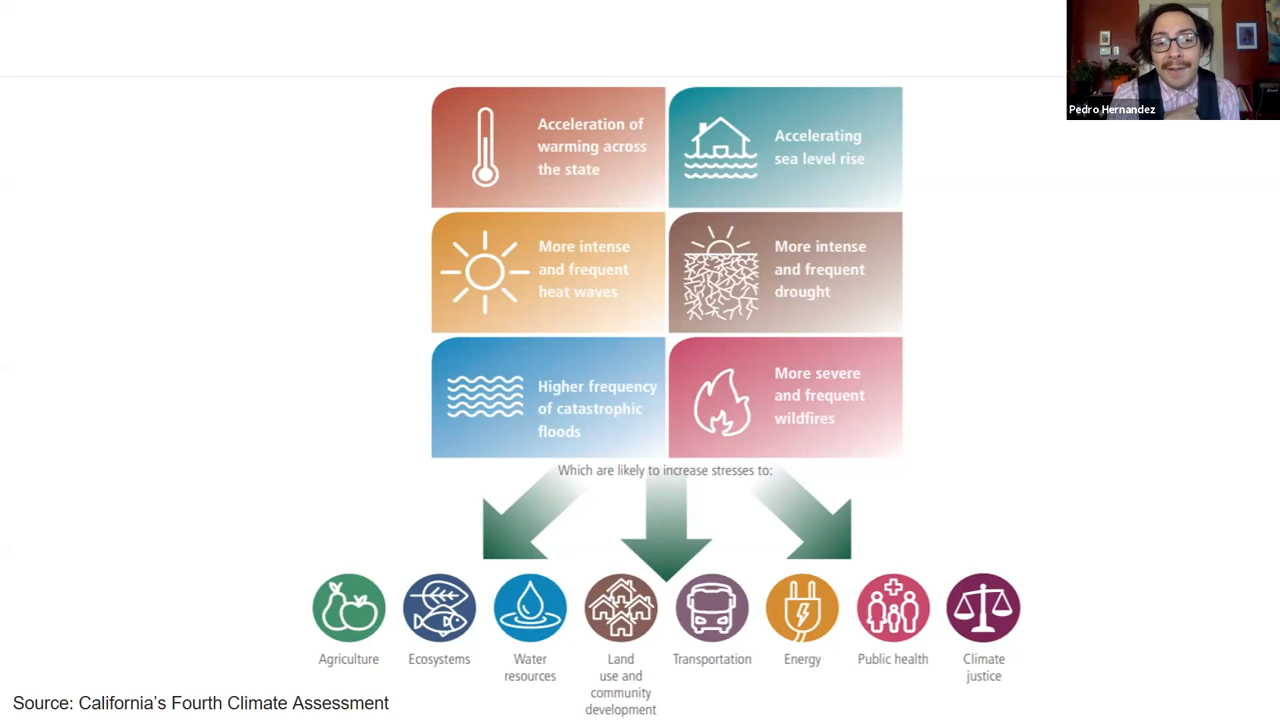 Pedro Hernandez
Acceleration of
warming across
the state
Accelerating
sea level rise
More intense
and frequent
heat waves
More intense
and frequent
drought
Higher frequency
of catastrophic
floods
More severe
and frequent
wildfires
Which are likely to increase stresses to:
Agriculture
Ecosystems
Water
resources
Land
use and
community
development
Transportation
Energy
Public health
Climate
justice
Source: California’s Fourth Climate Assessment